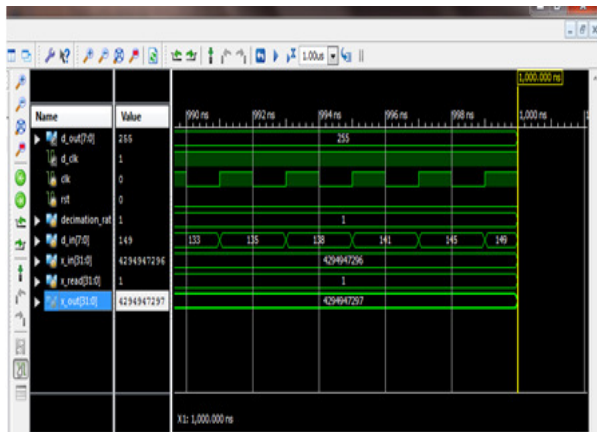 1.00us
1,000.000 ns
Name Value 990 ns 992 ns 994 ns 996 ns 998 ns 1,000 ns
d_out[7:0] 255 255
d_clk 1
clk 0
rst 0
decimation_rat 1 1
d_in[7:0] 149 133 135 138 141 145 149
x_in[31:0] 4294947296 4294947296
x_read[31:0] 1 1
x_out[31:0] 4294947297 4294947297
X1: 1,000.000 ns